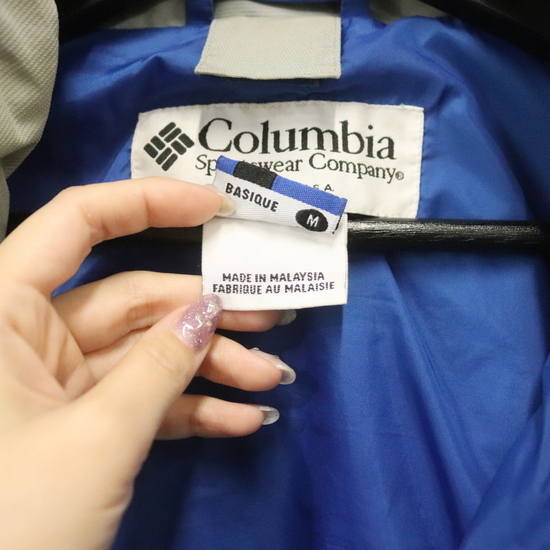 Columbia
Company®
BASIQUE
M
MADE IN MALAYSIA
FABRIQUE AU MALAISIE